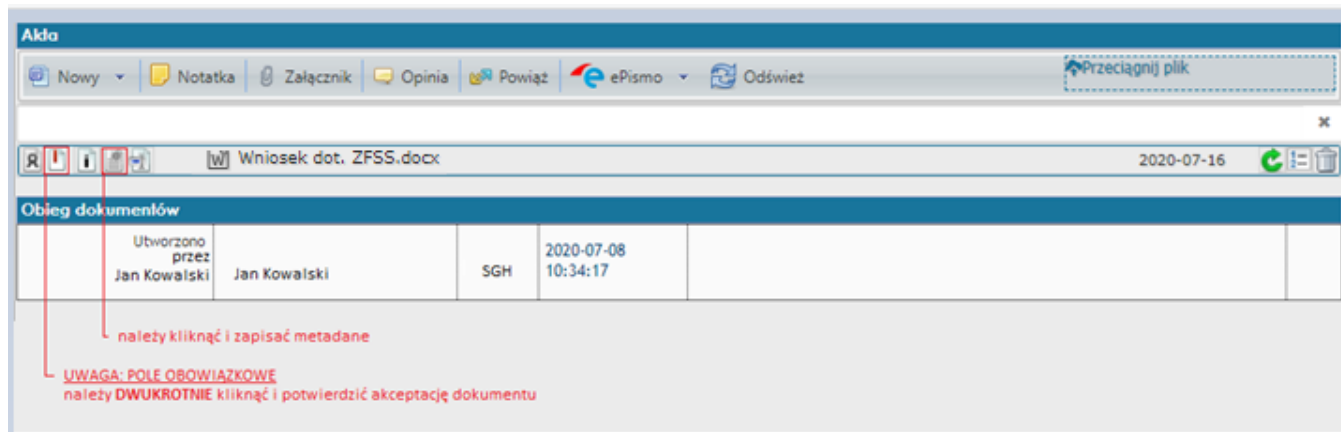 Akta
Nowy Notatka Załącznik Opinia Powiąż ePismo Odśwież Przeciągnij plik
Wniosek dot. ZFSS.docx 2020-07-16
Obieg dokumentów
Utworzono
przez
Jan Kowalski Jan Kowalski SGH 2020-07-08
10:34:17
należy kliknąć i zapisać metadane
UWAGA: POLE OBOWIĄZKOWE
należy DWUKROTNIE kliknąć i potwierdzić akceptację dokumentu